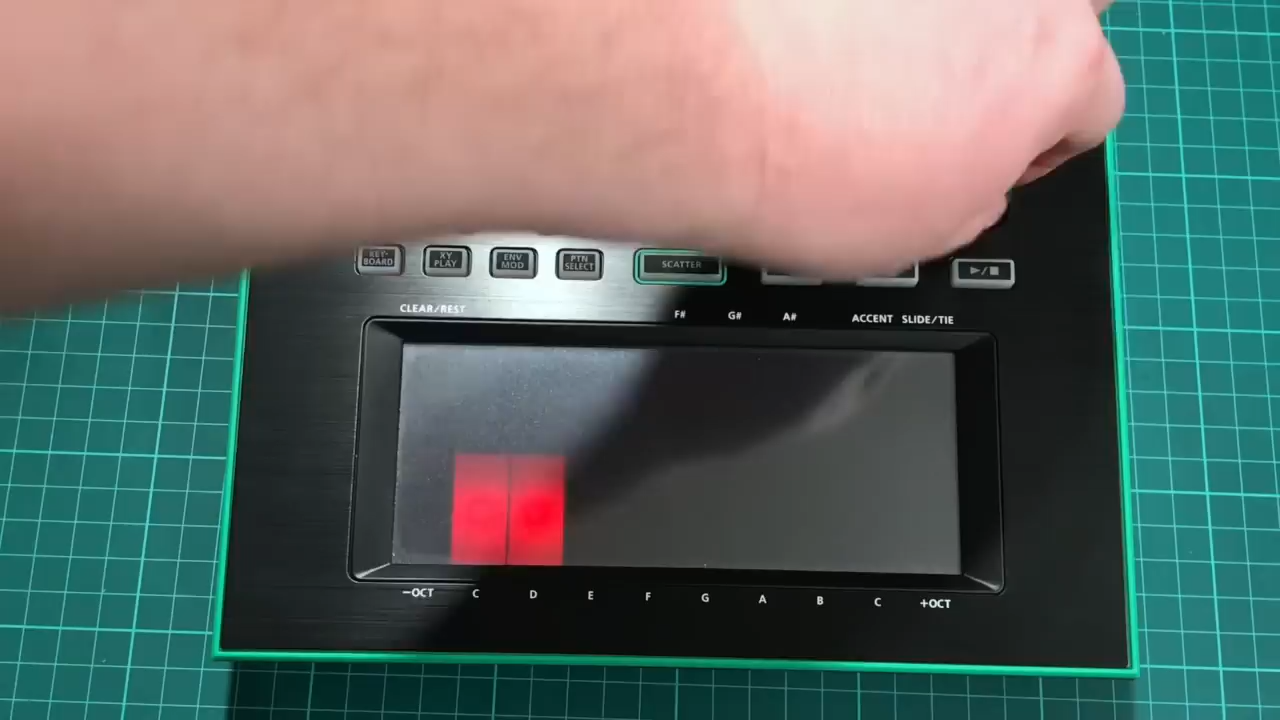 KEY-
BOARD
XY
PLAY
ENV
MOD
PTN
SELECT
SCATTER
CLEAR/REST
F# G# A# ACCENT SLIDE/TIE
−OCT C D E F G A B C +OCT